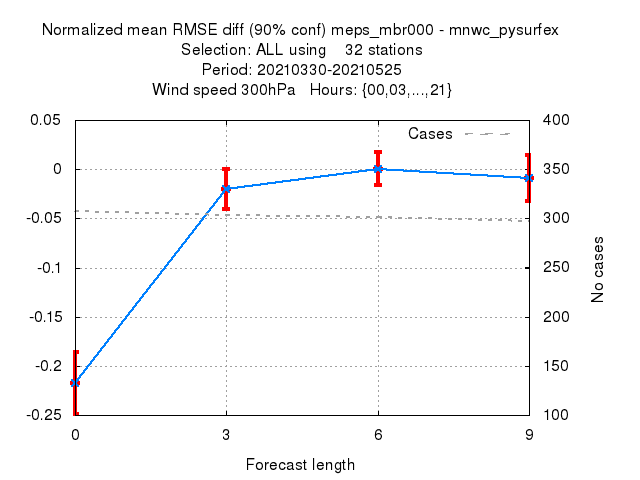 Normalized mean RMSE diff (90% conf) meps_mbr000 - mnwc_pysurfex
Selection: ALL using 32 stations
Period: 20210330-20210525
Wind speed 300hPa Hours: {00,03,...,21}
Cases
0.05
0
-0.05
-0.1
-0.15
-0.2
-0.25
400
350
300
250
200
150
100
No cases
0 3 6 9
Forecast length